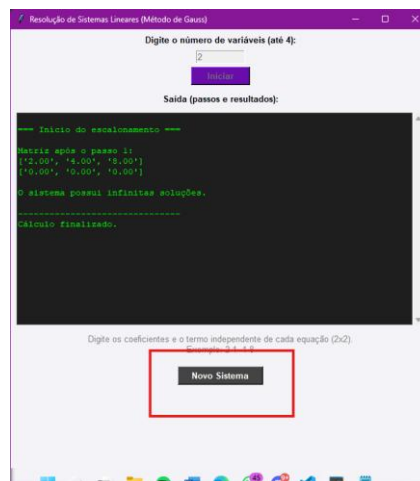 Resolução de Sistemas Lineares (Método de Gauss)
Digite o número de variáveis (até 4):
2
Iniciar
Saída (passos e resultados):
=== Início do escalonamento ===
Matriz após o passo 1:
['2.00', '4.00', '8.00']
['0.00', '0.00', '0.00']
O sistema possui infinitas soluções.
------------------------------
Cálculo finalizado.
Digite os coeficientes e o termo independente de cada equação (2x2).
Novo Sistema
45